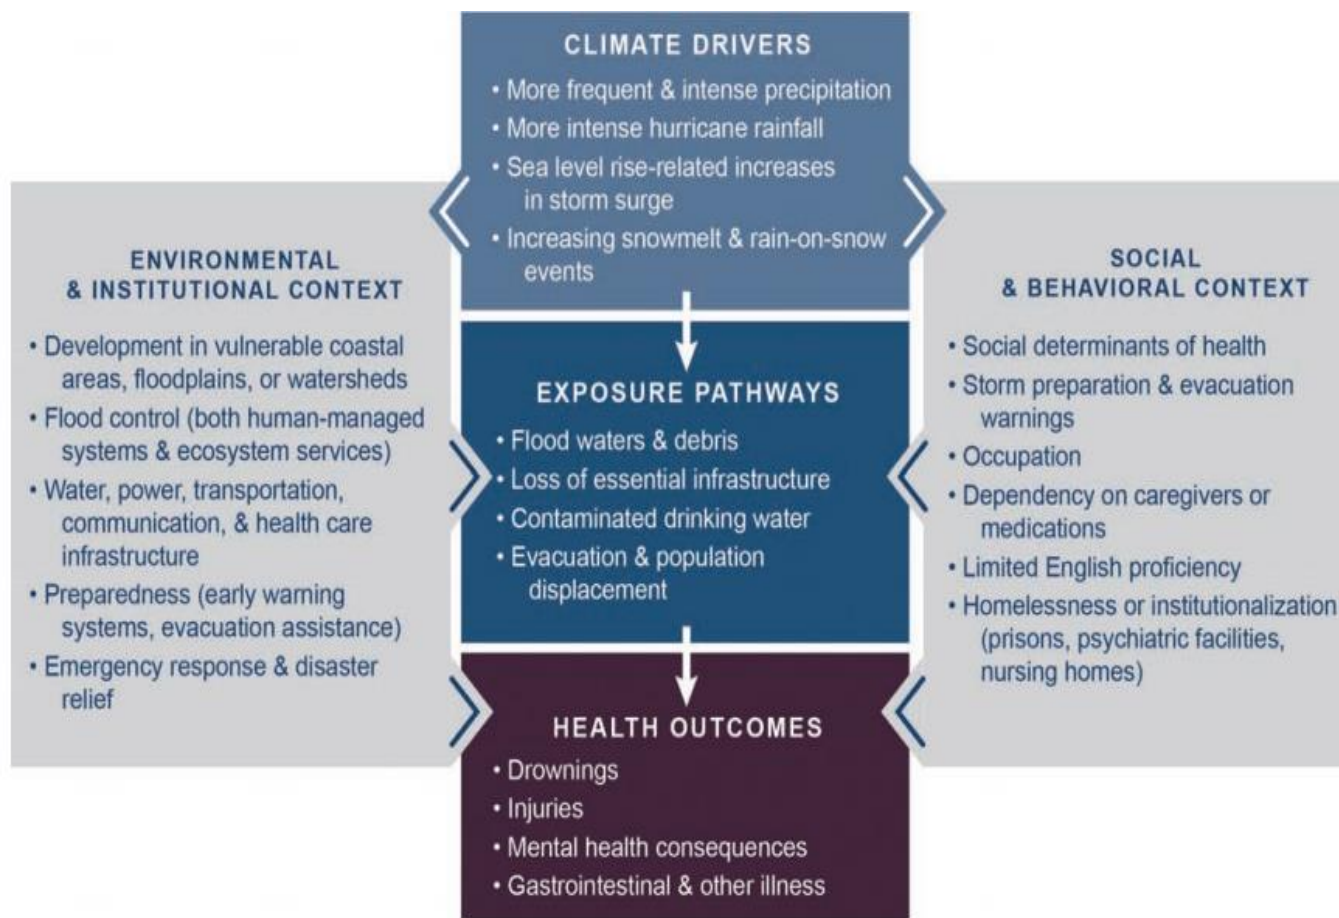 CLIMATE DRIVERS
• More frequent & intense precipitation
• More intense hurricane rainfall
• Sea level rise-related increases
in storm surge
• Increasing snowmelt & rain-on-snow
events
ENVIRONMENTAL
& INSTITUTIONAL CONTEXT
• Development in vulnerable coastal
areas, floodplains, or watersheds
• Flood control (both human-managed
systems & ecosystem services)
• Water, power, transportation,
communication, & health care
infrastructure
• Preparedness (early warning
systems, evacuation assistance)
• Emergency response & disaster
relief
EXPOSURE PATHWAYS
• Flood waters & debris
• Loss of essential infrastructure
• Contaminated drinking water
• Evacuation & population
displacement
SOCIAL
& BEHAVIORAL CONTEXT
• Social determinants of health
• Storm preparation & evacuation
warnings
• Occupation
• Dependency on caregivers or
medications
• Limited English proficiency
• Homelessness or institutionalization
(prisons, psychiatric facilities,
nursing homes)
HEALTH OUTCOMES
• Drownings
• Injuries
• Mental health consequences
• Gastrointestinal & other illness